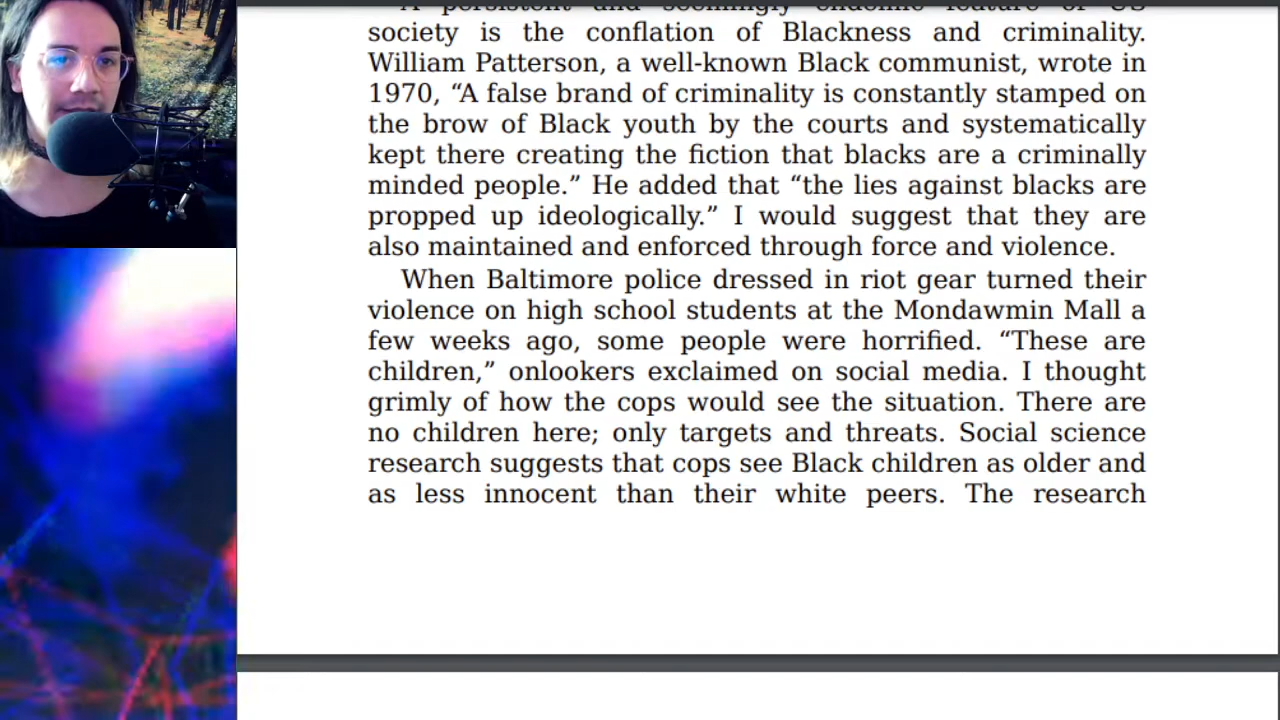 A persistent and seemingly endemic feature of US
society is the conflation of Blackness and criminality.
William Patterson, a well-known Black communist, wrote in
1970, “A false brand of criminality is constantly stamped on
the brow of Black youth by the courts and systematically
kept there creating the fiction that blacks are a criminally
minded people.” He added that “the lies against blacks are
propped up ideologically.” I would suggest that they are
also maintained and enforced through force and violence.
When Baltimore police dressed in riot gear turned their
violence on high school students at the Mondawmin Mall a
few weeks ago, some people were horrified. “These are
children,” onlookers exclaimed on social media. I thought
grimly of how the cops would see the situation. There are
no children here; only targets and threats. Social science
research suggests that cops see Black children as older and
as less innocent than their white peers. The research